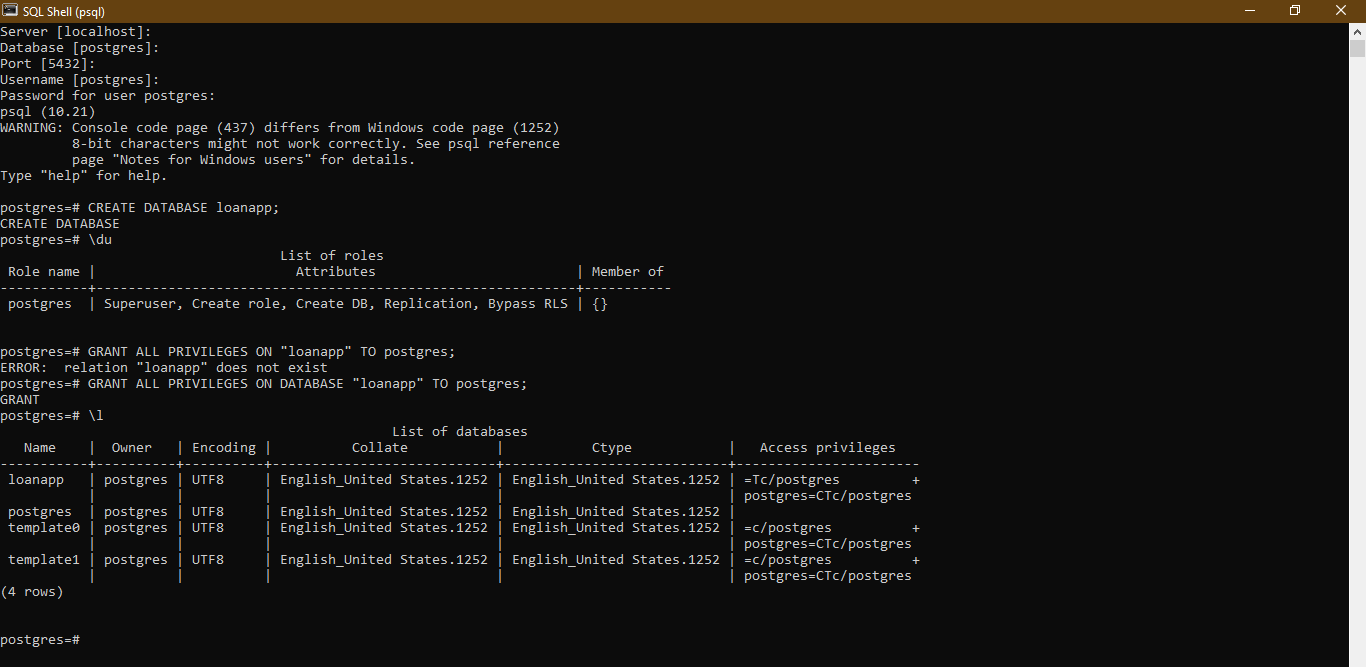 SQL Shell (psql)
Server [localhost]:
Database [postgres]:
Port [5432]:
Username [postgres]:
Password for user postgres:
psql (10.21)
WARNING: Console code page (437) differs from Windows code page (1252)
         8-bit characters might not work correctly. See psql reference
         page "Notes for Windows users" for details.
Type "help" for help.

postgres=# CREATE DATABASE loanapp;
CREATE DATABASE
postgres=# \du
                                   List of roles
 Role name |                         Attributes                         | Member of
-----------+------------------------------------------------------------+-----------
 postgres  | Superuser, Create role, Create DB, Replication, Bypass RLS | {}


postgres=# GRANT ALL PRIVILEGES ON "loanapp" TO postgres;
ERROR:  relation "loanapp" does not exist
postgres=# GRANT ALL PRIVILEGES ON DATABASE "loanapp" TO postgres;
GRANT
postgres=# \l
                                                 List of databases
   Name    |  Owner   | Encoding |          Collate           |           Ctype            |   Access privileges
-----------+----------+----------+----------------------------+----------------------------+-----------------------
 loanapp   | postgres | UTF8     | English_United States.1252 | English_United States.1252 | =Tc/postgres         +
           |          |          |                            |                            | postgres=CTc/postgres
 postgres  | postgres | UTF8     | English_United States.1252 | English_United States.1252 |
 template0 | postgres | UTF8     | English_United States.1252 | English_United States.1252 | =c/postgres          +
           |          |          |                            |                            | postgres=CTc/postgres
 template1 | postgres | UTF8     | English_United States.1252 | English_United States.1252 | =c/postgres          +
           |          |          |                            |                            | postgres=CTc/postgres
(4 rows)


postgres=#